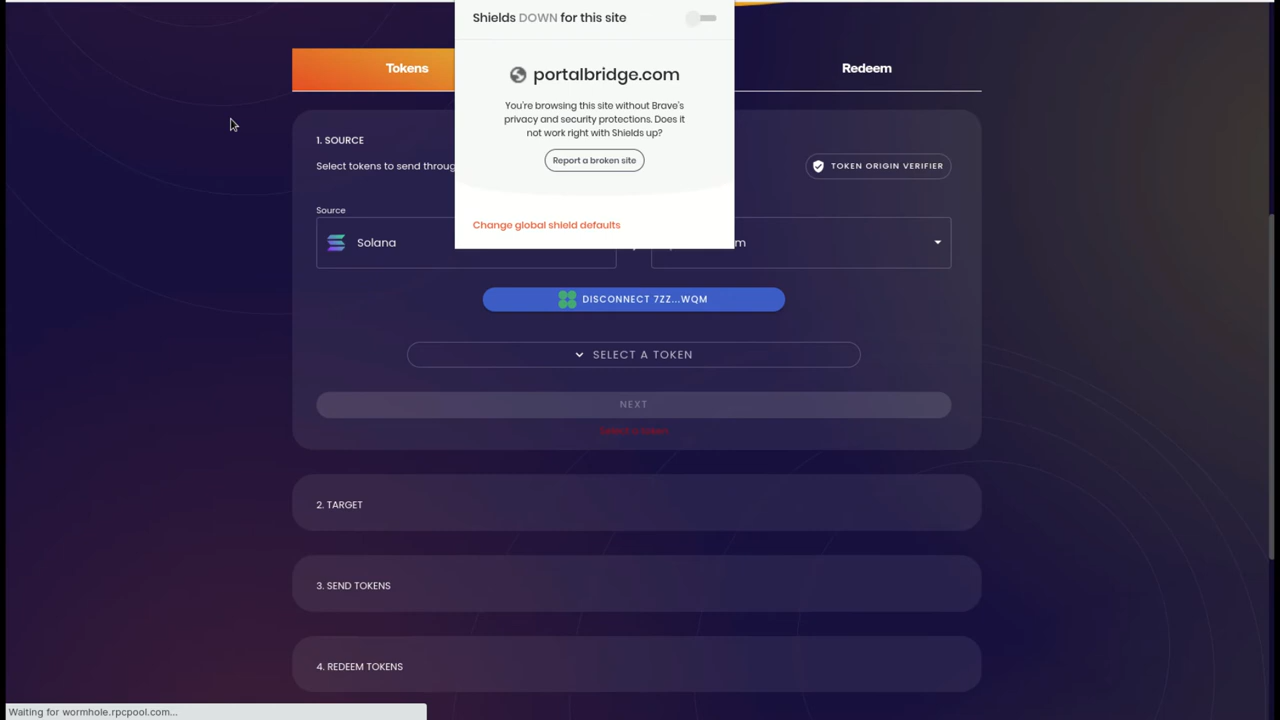 Shields DOWN for this site
Tokens
Redeem
portalbridge.com
You're browsing this site without Brave's
privacy and security protections. Does it
not work right with Shields up?
Report a broken site
Change global shield defaults
1. SOURCE
Select tokens to send throug
TOKEN ORIGIN VERIFIER
Source
Solana
m
DISCONNECT 7ZZ...WQM
SELECT A TOKEN
NEXT
Select a token
2. TARGET
3. SEND TOKENS
4. REDEEM TOKENS
Waiting for wormhole.rpcpool.com...